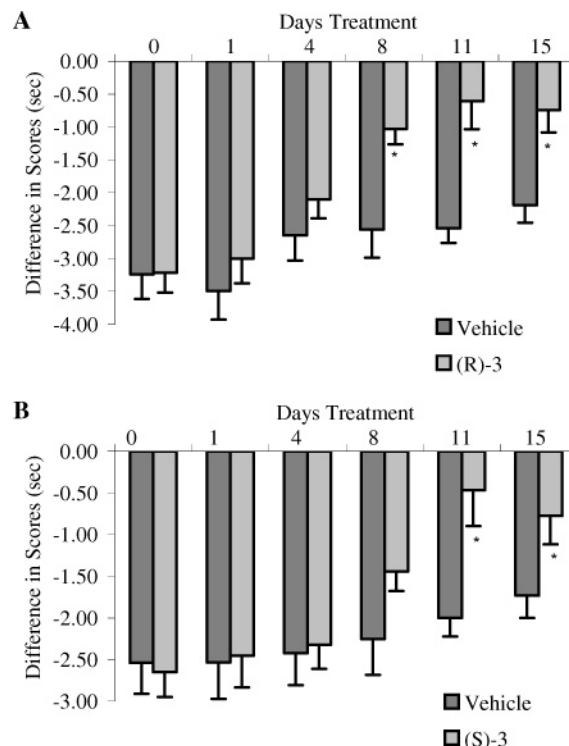 A
Days Treatment
0 1 4 8 11 15
Difference in Scores (sec)
0.00
-0.50
-1.00
-1.50
-2.00
-2.50
-3.00
-3.50
-4.00
* * *
Vehicle
(R)-3
B
Days Treatment
0 1 4 8 11 15
Difference in Scores (sec)
0.00
-0.50
-1.00
-1.50
-2.00
-2.50
-3.00
* *
Vehicle
(S)-3